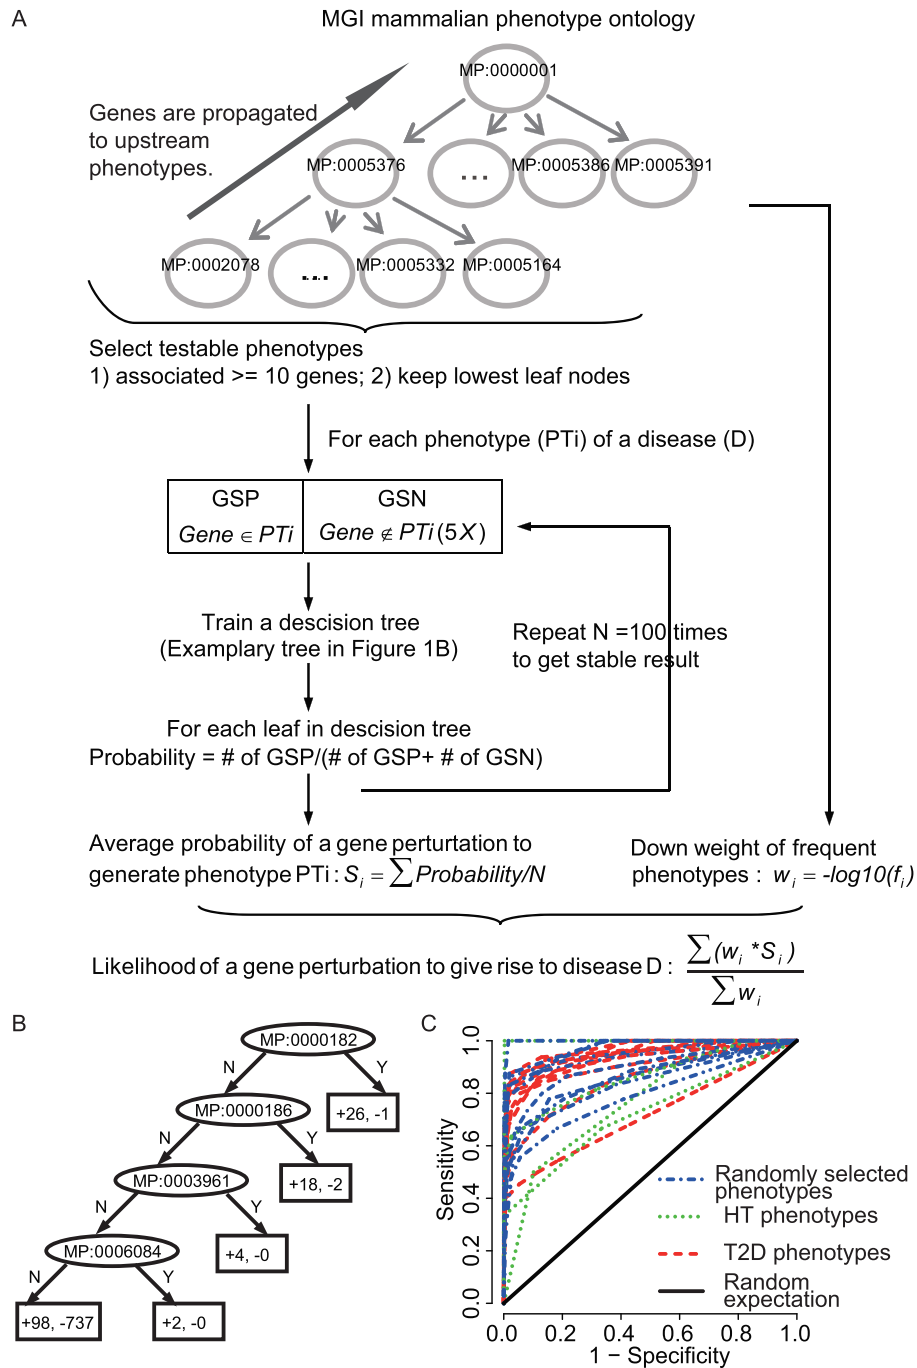 A
MGI mammalian phenotype ontology
MP:0000001
Genes are propagated
to upstream
phenotypes.
MP:0005376
...
MP:0005386
MP:0005391
MP:0002078
...
MP:0005332
MP:0005164
Select testable phenotypes
1) associated >= 10 genes; 2) keep lowest leaf nodes
For each phenotype (PTi) of a disease (D)
GSP
GSN
Gene ∈ PTi
Gene ∉ PTi (5X)
Train a descision tree
(Examplary tree in Figure 1B)
Repeat N =100 times
to get stable result
For each leaf in descision tree
Probability = # of GSP/(# of GSP+ # of GSN)
Average probability of a gene perturtation to
generate phenotype PTi : S_i = ∑ Probability/N
Down weight of frequent
phenotypes : w_i = -log10(f_i)
Likelihood of a gene perturbation to give rise to disease D : ∑(w_i *S_i) / ∑w_i
B
MP:0000182
N
Y
MP:0000186
+26, -1
N
Y
MP:0003961
+18, -2
N
Y
MP:0006084
+4, -0
N
Y
+98, -737
+2, -0
C
Sensitivity
1.0
0.8
0.6
0.4
0.2
0.0
Randomly selected
phenotypes
HT phenotypes
T2D phenotypes
Random
expectation
0.0 0.2 0.4 0.6 0.8 1.0
1 − Specificity